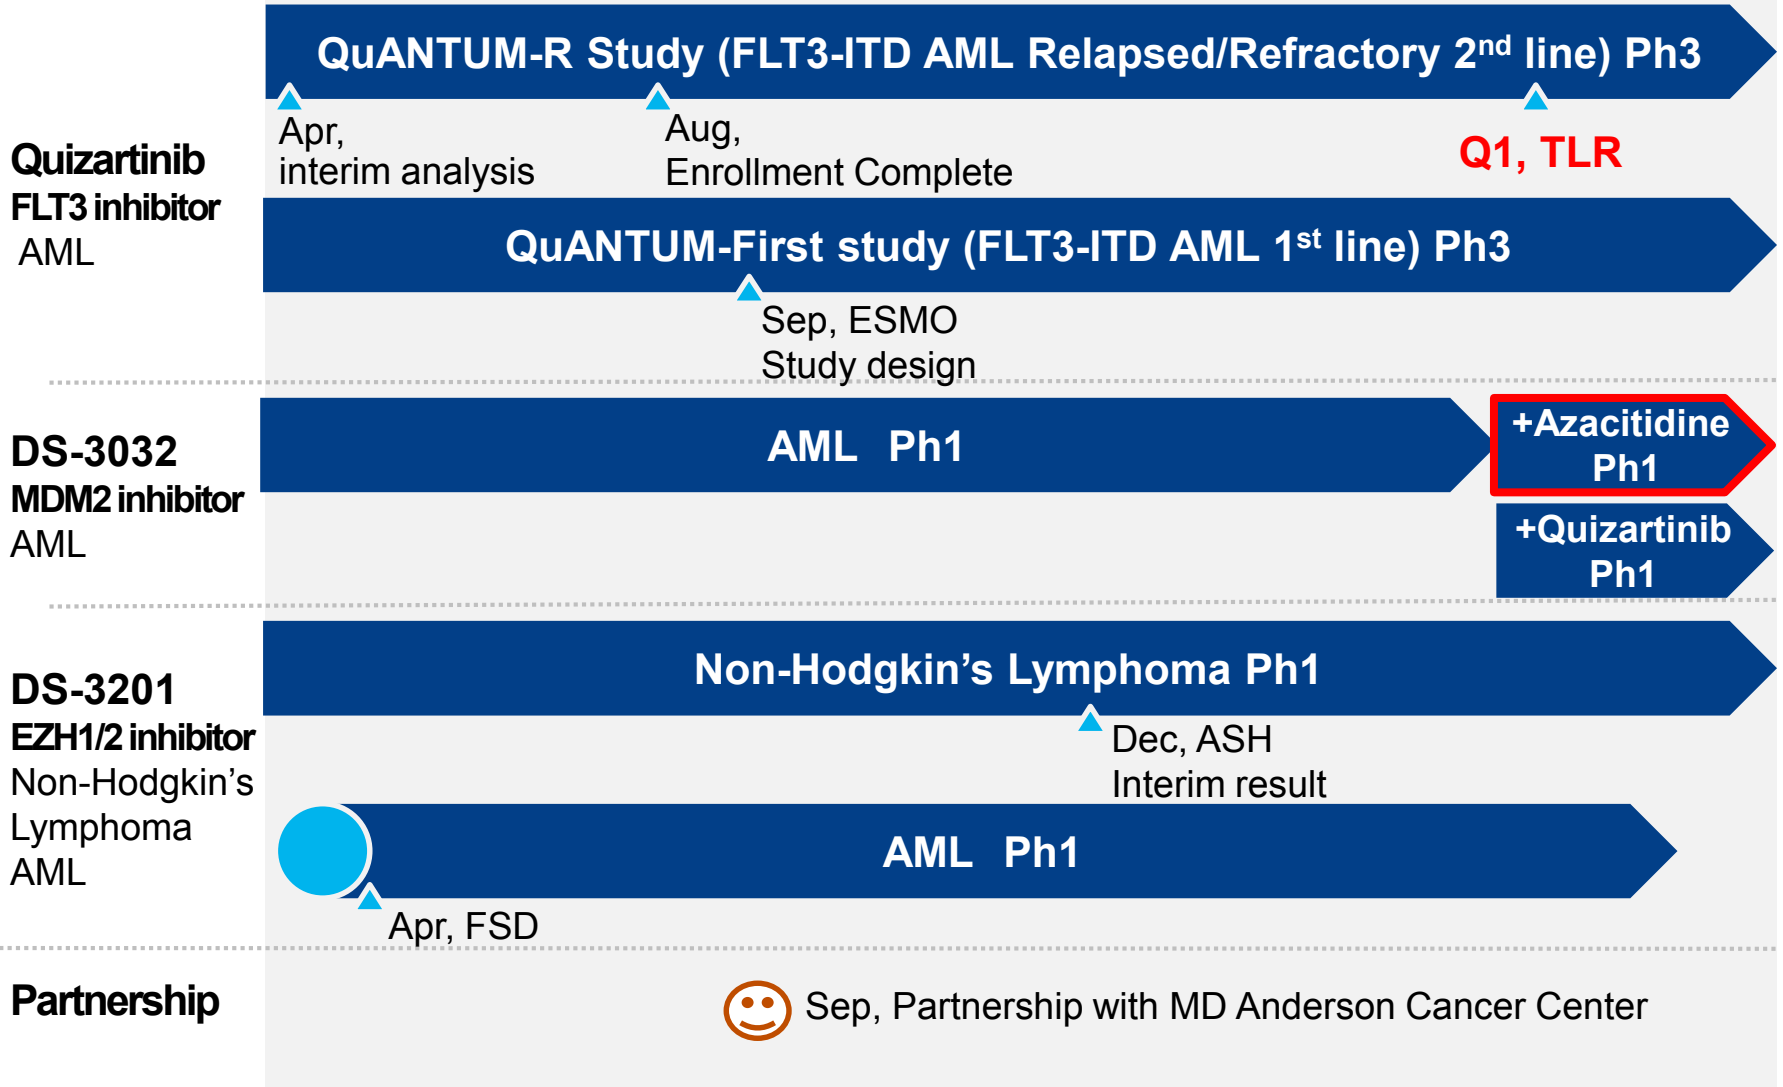 QuANTUM-R Study (FLT3-ITD AML Relapsed/Refractory 2nd line) Ph3
Apr,
interim analysis
Aug,
Enrollment Complete
Q1, TLR
Quizartinib
FLT3 inhibitor
AML
QuANTUM-First study (FLT3-ITD AML 1st line) Ph3
Sep, ESMO
Study design
DS-3032
MDM2 inhibitor
AML
AML Ph1
+Azacitidine
Ph1
+Quizartinib
Ph1
DS-3201
EZH1/2 inhibitor
Non-Hodgkin's
Lymphoma
AML
Non-Hodgkin's Lymphoma Ph1
Dec, ASH
Interim result
AML Ph1
Apr, FSD
Partnership
Sep, Partnership with MD Anderson Cancer Center